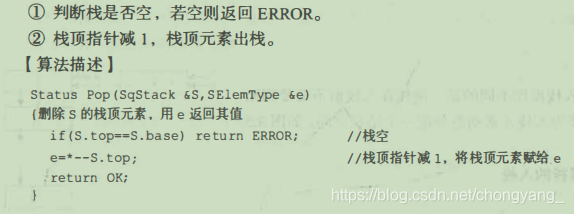 ① 判断栈是否空，若空则返回 ERROR。
② 栈顶指针减 1，栈顶元素出栈。
【算法描述】
Status Pop(SqStack &S,SElemType &e)
{删除 S 的栈顶元素，用 e 返回其值
if(S.top==S.base) return ERROR; //栈空
e=*--S.top; //栈顶指针减 1，将栈顶元素赋给 e
return OK;
}
https://blog.csdn.net/chongyang_